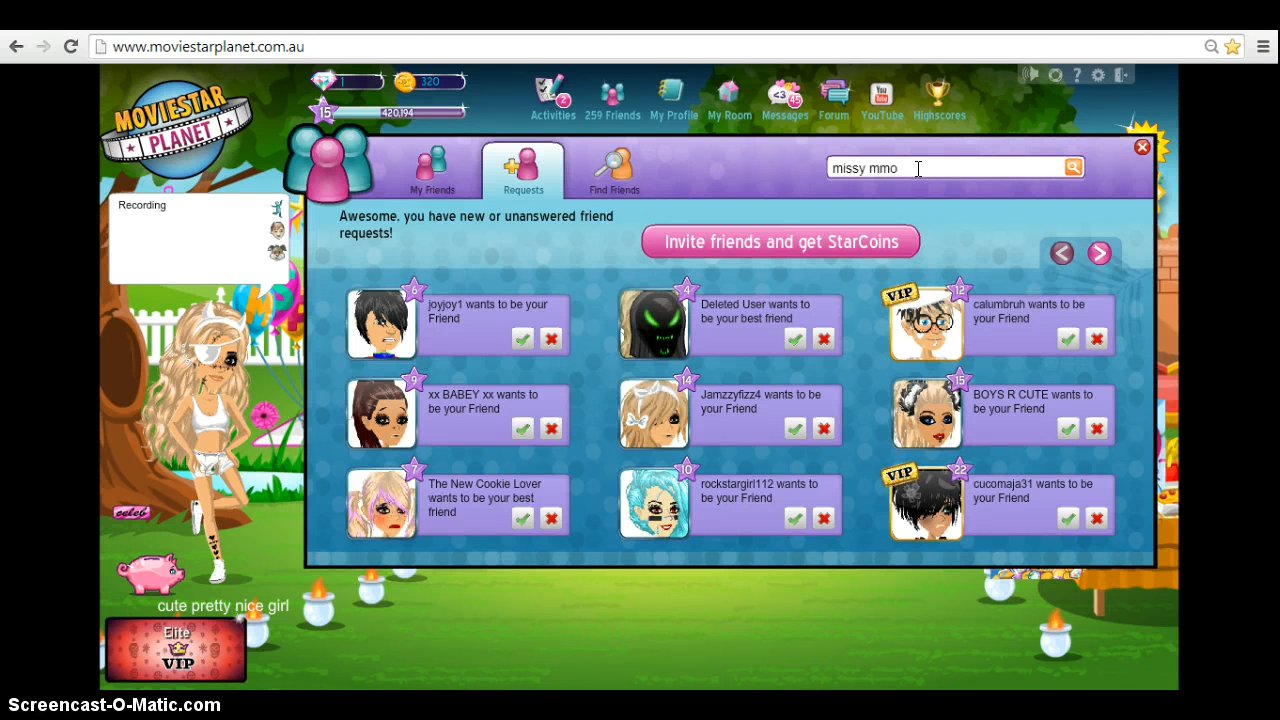 www.moviestarplanet.com.au
MOVIESTAR
PLANET
1
320
15
420,194
2
45
<3
You
Tube
Activities
259 Friends
My Profile
My Room
Messages
Forum
YouTube
Highscores
?
My Friends
Requests
Find Friends
missy mmo
Recording
Awesome. you have new or unanswered friend
requests!
Invite friends and get StarCoins
6
joyjoy1 wants to be your
Friend
4
Deleted User wants to
be your best friend
VIP
12
calumbruh wants to be
your Friend
9
xx BABEY xx wants to
be your Friend
14
Jamzzyfizz4 wants to be
your Friend
15
BOYS R CUTE wants to
be your Friend
7
The New Cookie Lover
wants to be your best
friend
10
rockstargirl112 wants to
be your Friend
VIP
22
cucomaja31 wants to be
your Friend
celeb
cute pretty nice girl
Elite
VIP
Screencast-O-Matic.com